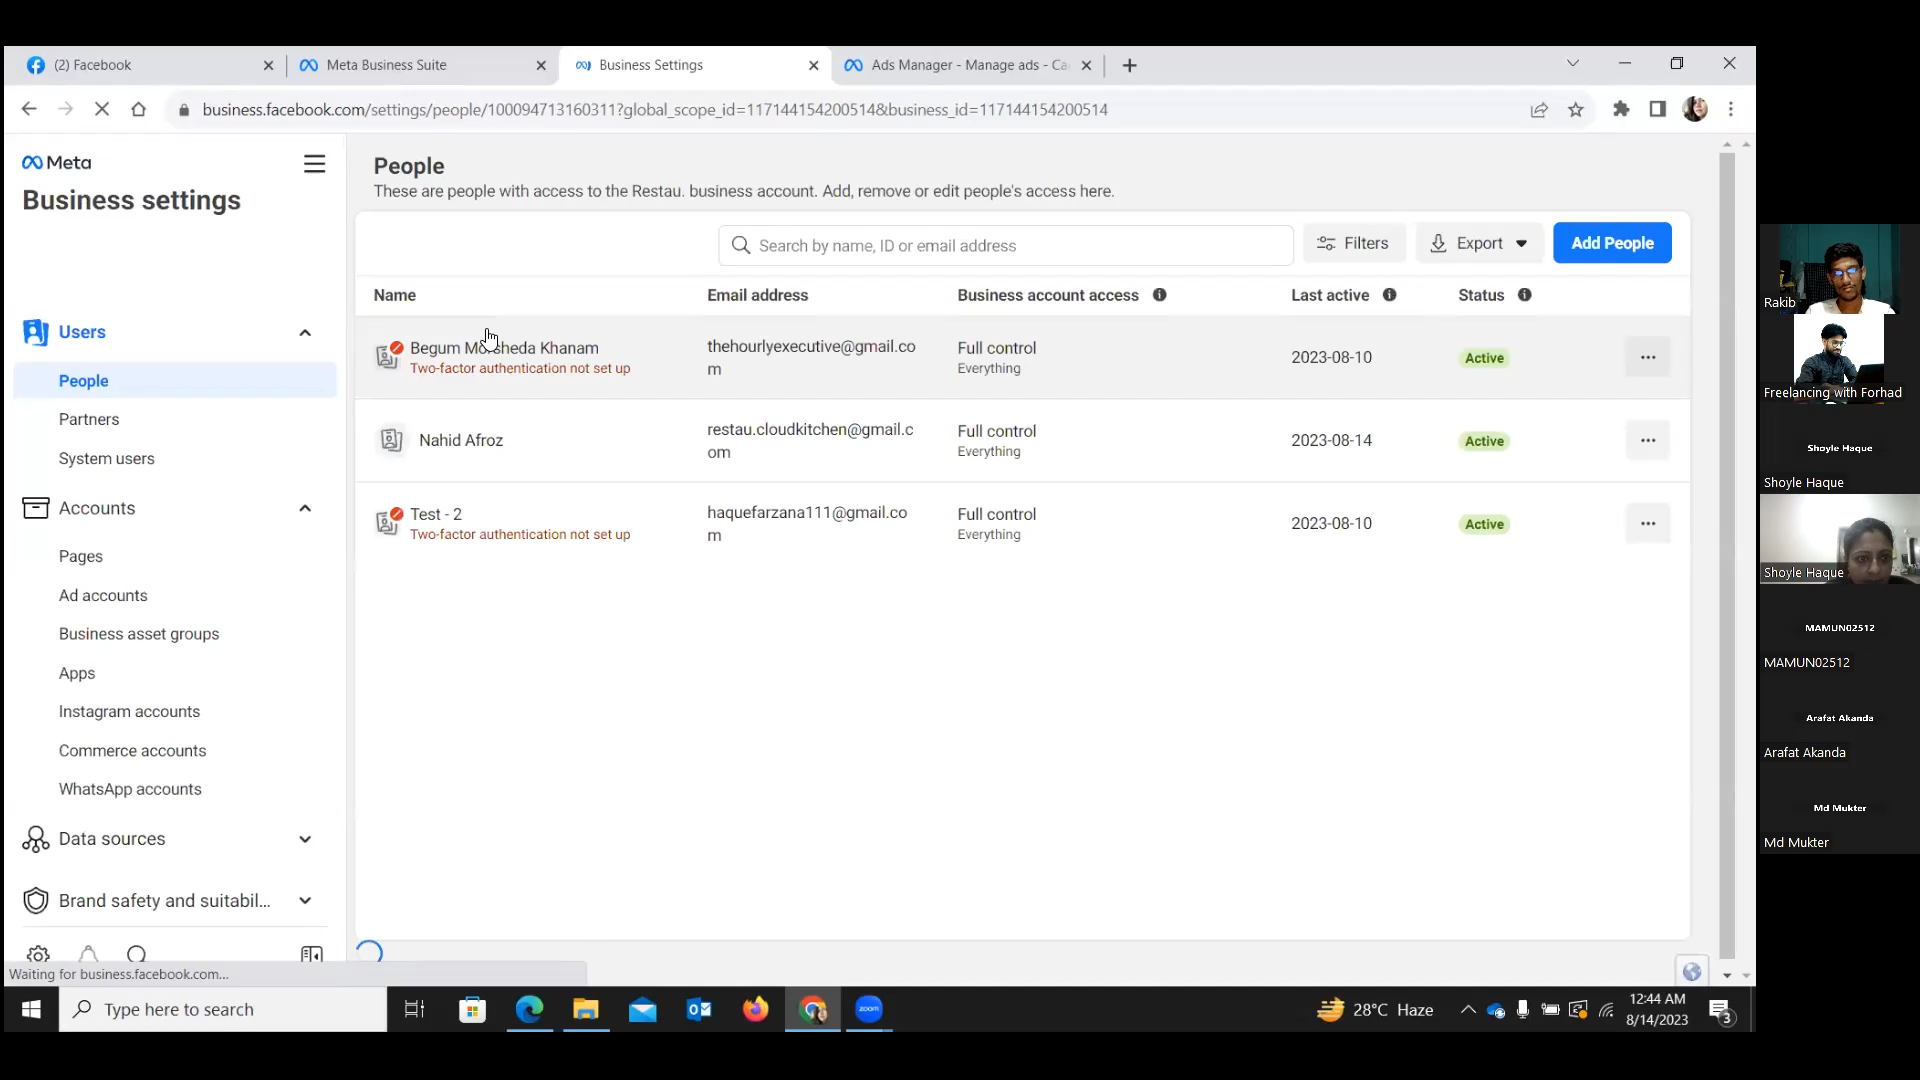 (2) Facebook
Meta Business Suite
Business Settings
Ads Manager - Manage ads - Ca
business.facebook.com/settings/people/100094713160311?global_scope_id=117144154200514&business_id=117144154200514
Meta
Business settings
Users
People
Partners
System users
Accounts
Pages
Ad accounts
Business asset groups
Apps
Instagram accounts
Commerce accounts
WhatsApp accounts
Data sources
Brand safety and suitabil...
Waiting for business.facebook.com...
People
These are people with access to the Restau. business account. Add, remove or edit people's access here.
Search by name, ID or email address
Filters
Export
Add People
Name
Email address
Business account access
Last active
Status
Begum Morsheda Khanam
Two-factor authentication not set up
thehourlyexecutive@gmail.co
m
Full control
Everything
2023-08-10
Active
Nahid Afroz
restau.cloudkitchen@gmail.c
om
Full control
Everything
2023-08-14
Active
Test - 2
Two-factor authentication not set up
haquefarzana111@gmail.co
m
Full control
Everything
2023-08-10
Active
Type here to search
zoom
28°C Haze
12:44 AM
8/14/2023
3
Rakib
Freelancing with Forhad
Shoyle Haque
Shoyle Haque
Shoyle Haque
MAMUN02512
MAMUN02512
Arafat Akanda
Arafat Akanda
Md Mukter
Md Mukter